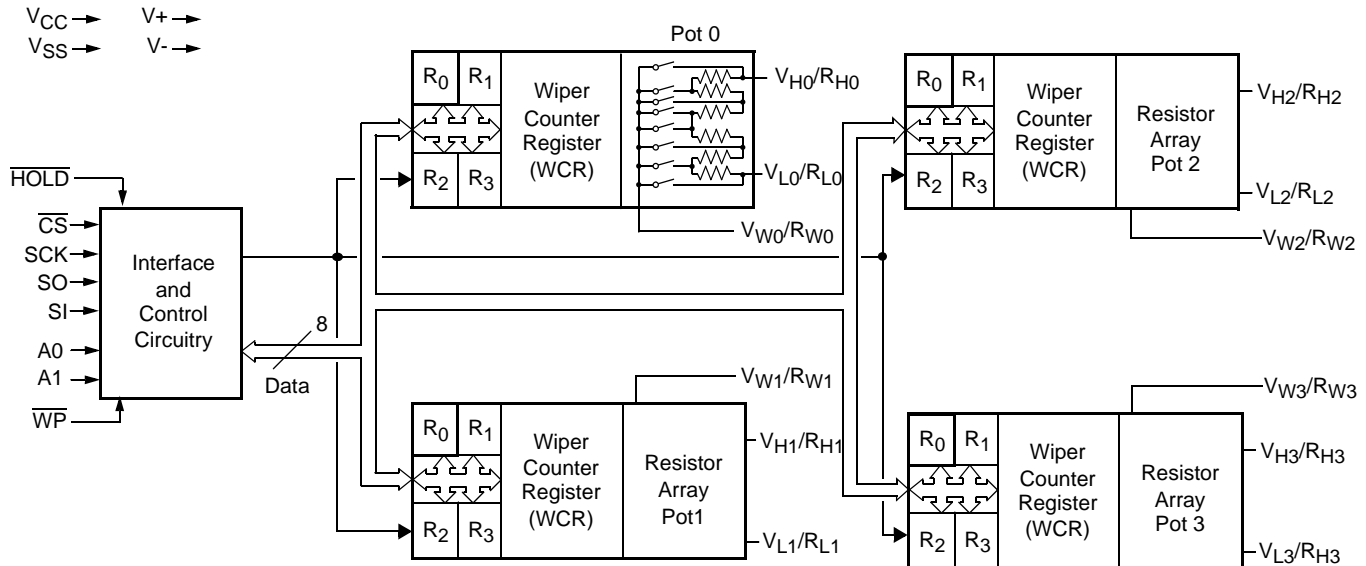 VCC V+
VSS V-
Pot 0
R0 R1
R2 R3
Wiper
Counter
Register
(WCR)
VH0/RH0
VL0/RL0
VW0/RW0
R0 R1
R2 R3
Wiper
Counter
Register
(WCR)
Resistor
Array
Pot 2
VH2/RH2
VL2/RL2
VW2/RW2
HOLD
CS
SCK
SO
SI
A0
A1
WP
Interface
and
Control
Circuitry
8
Data
VW1/RW1
R0 R1
R2 R3
Wiper
Counter
Register
(WCR)
Resistor
Array
Pot1
VH1/RH1
VL1/RL1
VW3/RW3
R0 R1
R2 R3
Wiper
Counter
Register
(WCR)
Resistor
Array
Pot 3
VH3/RH3
VL3/RH3